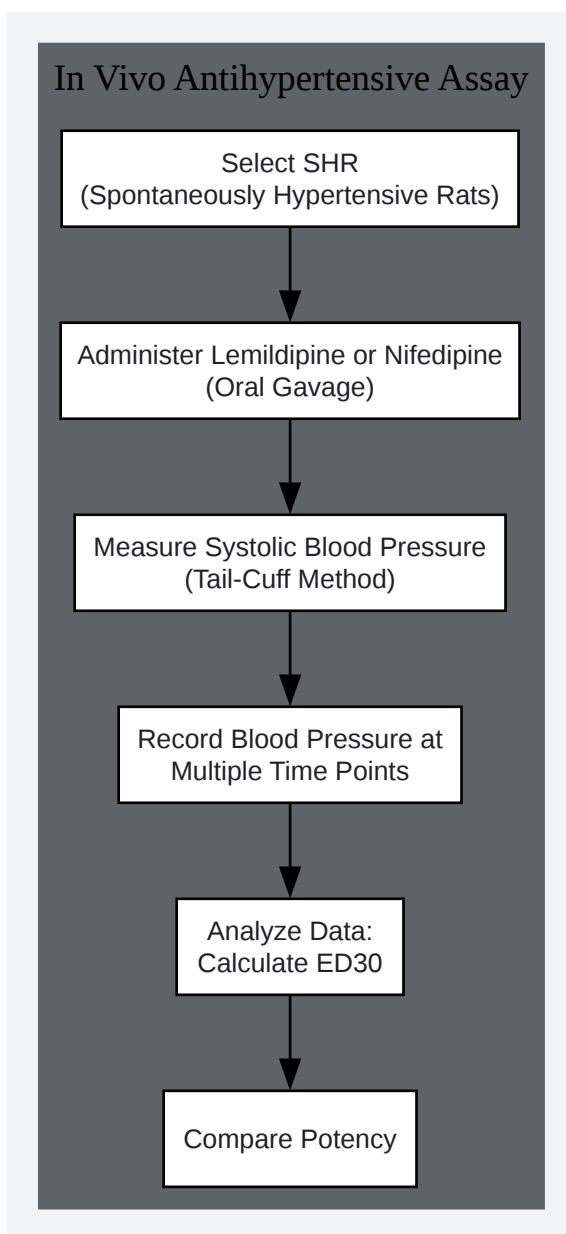 In Vivo Antihypertensive Assay
Select SHR
(Spontaneously Hypertensive Rats)
Administer Lemildipine or Nifedipine
(Oral Gavage)
Measure Systolic Blood Pressure
(Tail-Cuff Method)
Record Blood Pressure at
Multiple Time Points
Analyze Data:
Calculate ED30
Compare Potency